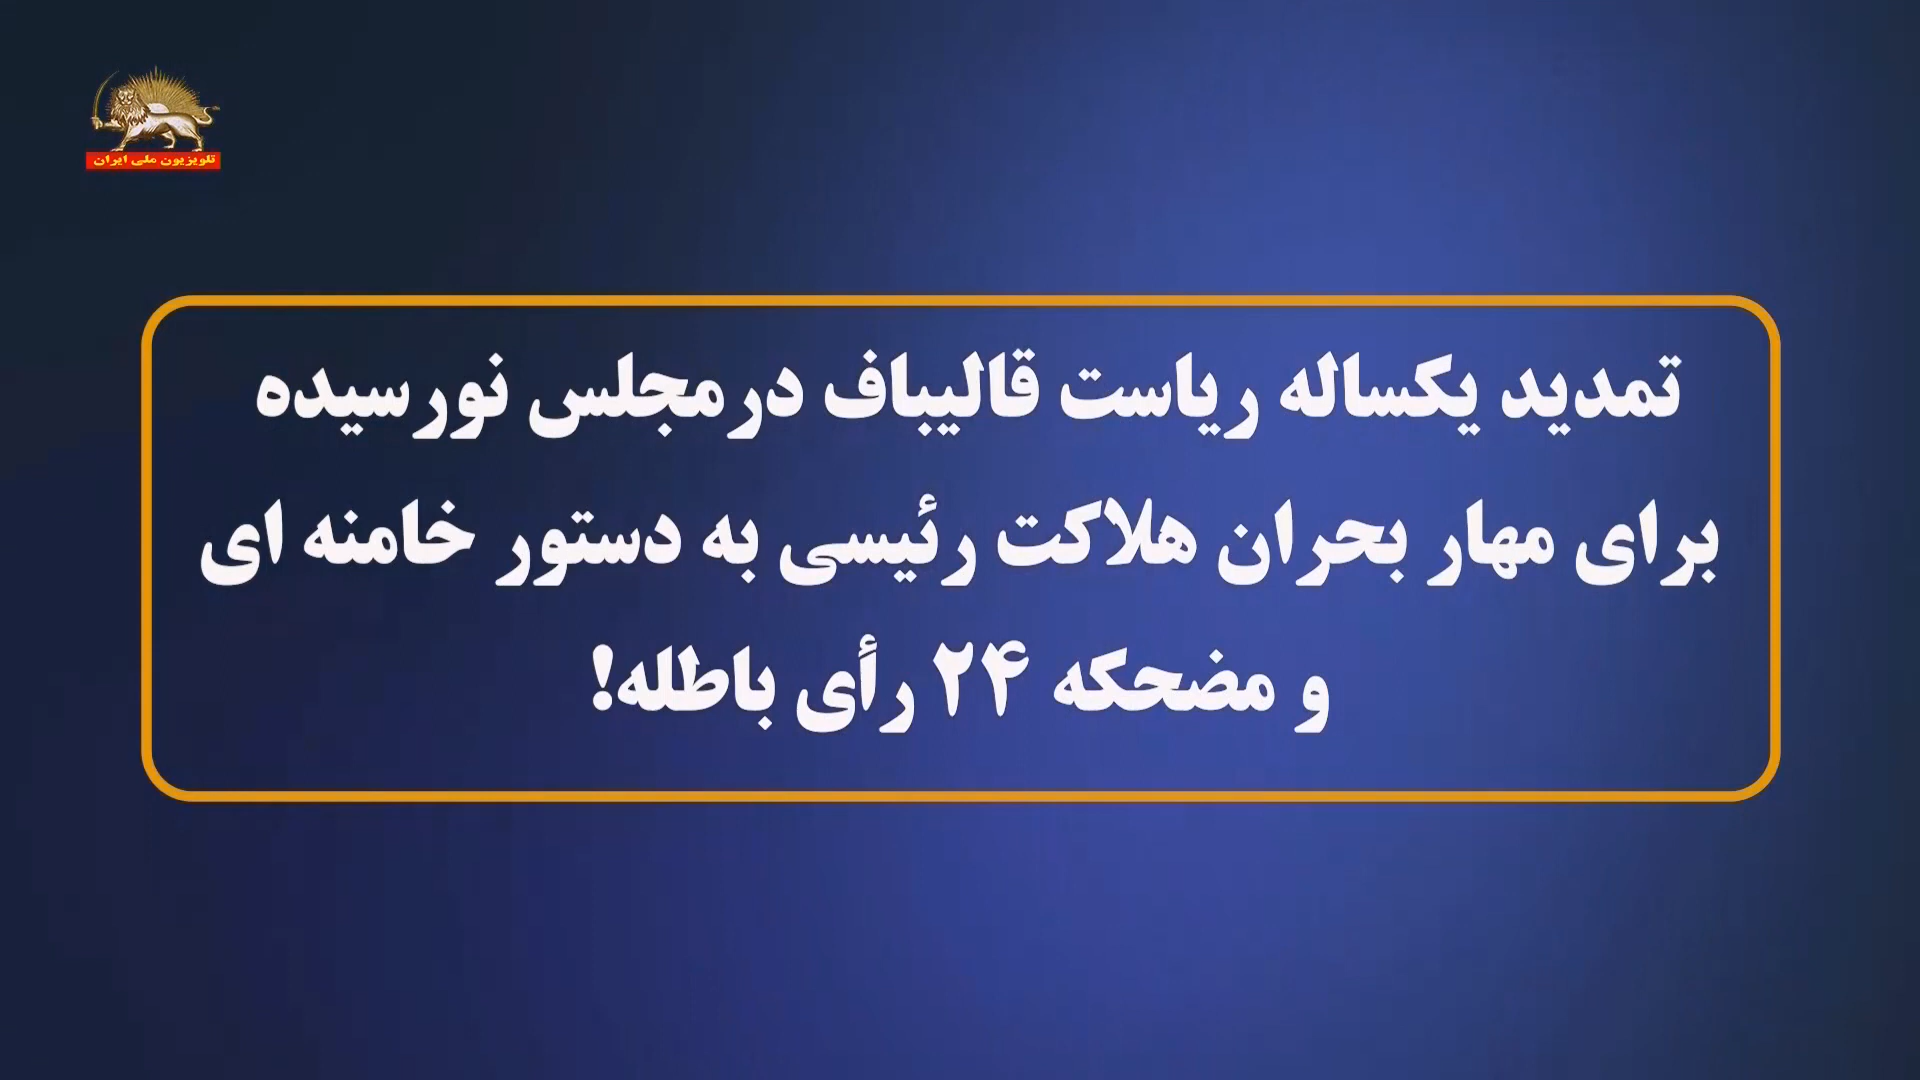 تلویزیون ملی ایران
تمدید یکساله ریاست قالیباف درمجلس نورسیده
برای مهار بحران هلاکت رئیسی به دستور خامنه ای
و مضحکه ۲۴ رأی باطله!